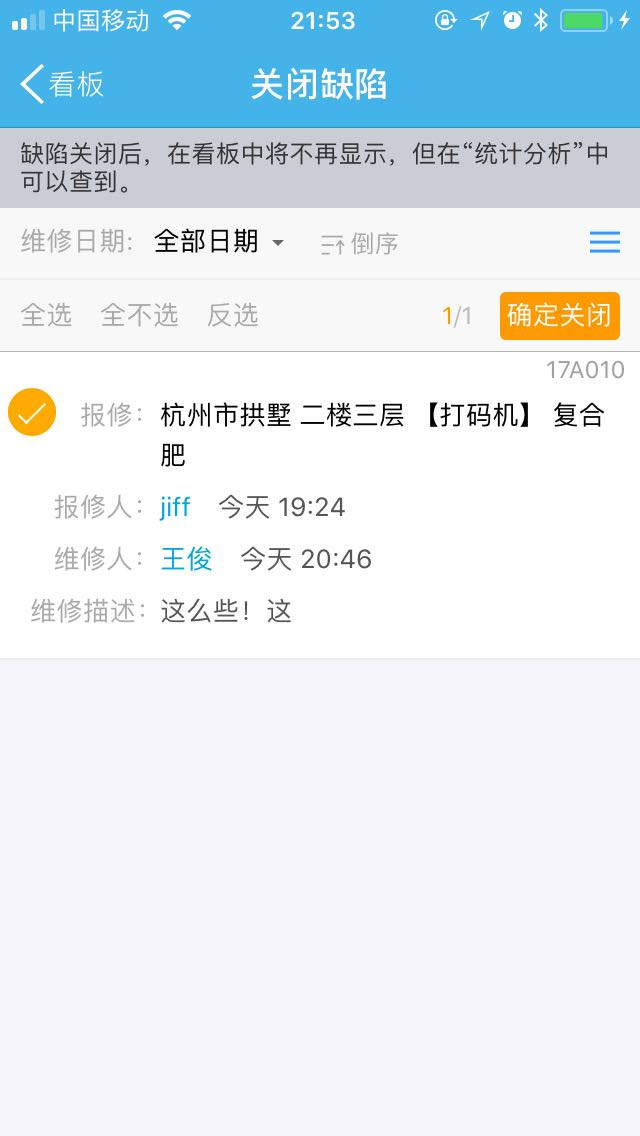 中国移动 21:53
看板 关闭缺陷
缺陷关闭后，在看板中将不再显示，但在“统计分析”中
可以查到。
维修日期: 全部日期 倒序
全选 全不选 反选 1/1 确定关闭
17A010
报修: 杭州市拱墅 二楼三层 【打码机】 复合
肥
报修人: jiff 今天 19:24
维修人: 王俊 今天 20:46
维修描述: 这么些！这